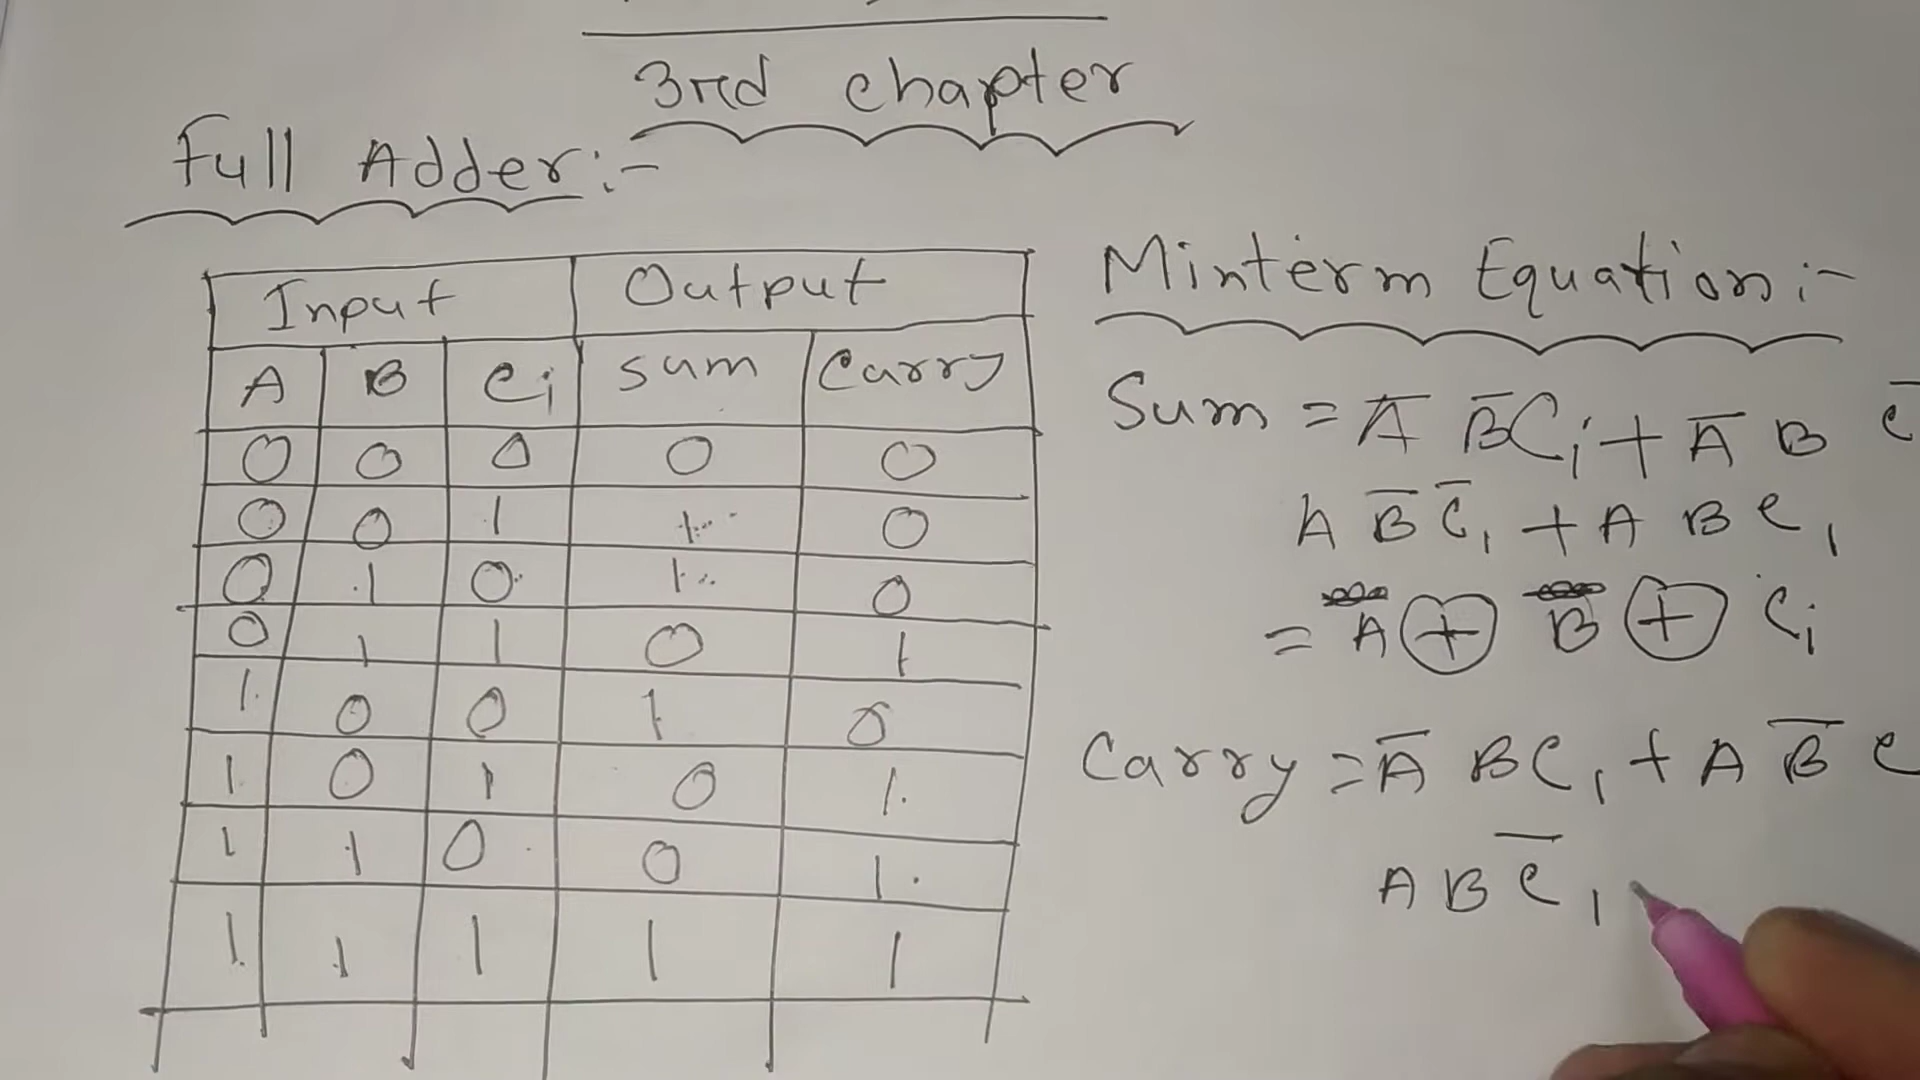 3rd chapter
Full Adder:-
Input Output
A B Ci sum Carry
0 0 0 0 0
0 0 1 1 0
0 1 0 1 0
0 1 1 0 1
1 0 0 1 0
1 0 1 0 1
1 1 0 0 1
1 1 1 1 1
Minterm Equation:-
Sum = A̅ B̅Ci + A̅ B C̅
A B̅ C̅i + A B Ci
= A ⊕ B ⊕ Ci
Carry = A̅ BCi + A B̅ C
A B C̅i